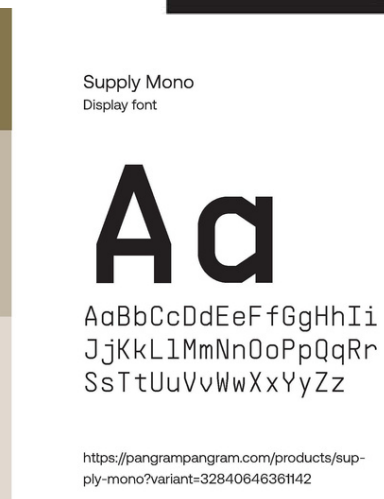 Supply Mono
Display font
Aa
AaBbCcDdEeFfGgHhIi
JjKkLlMmNnOoPpQqRr
SsTtUuVvWwXxYyZz
https://pangrampangram.com/products/sup-
ply-mono?variant=32840646361142